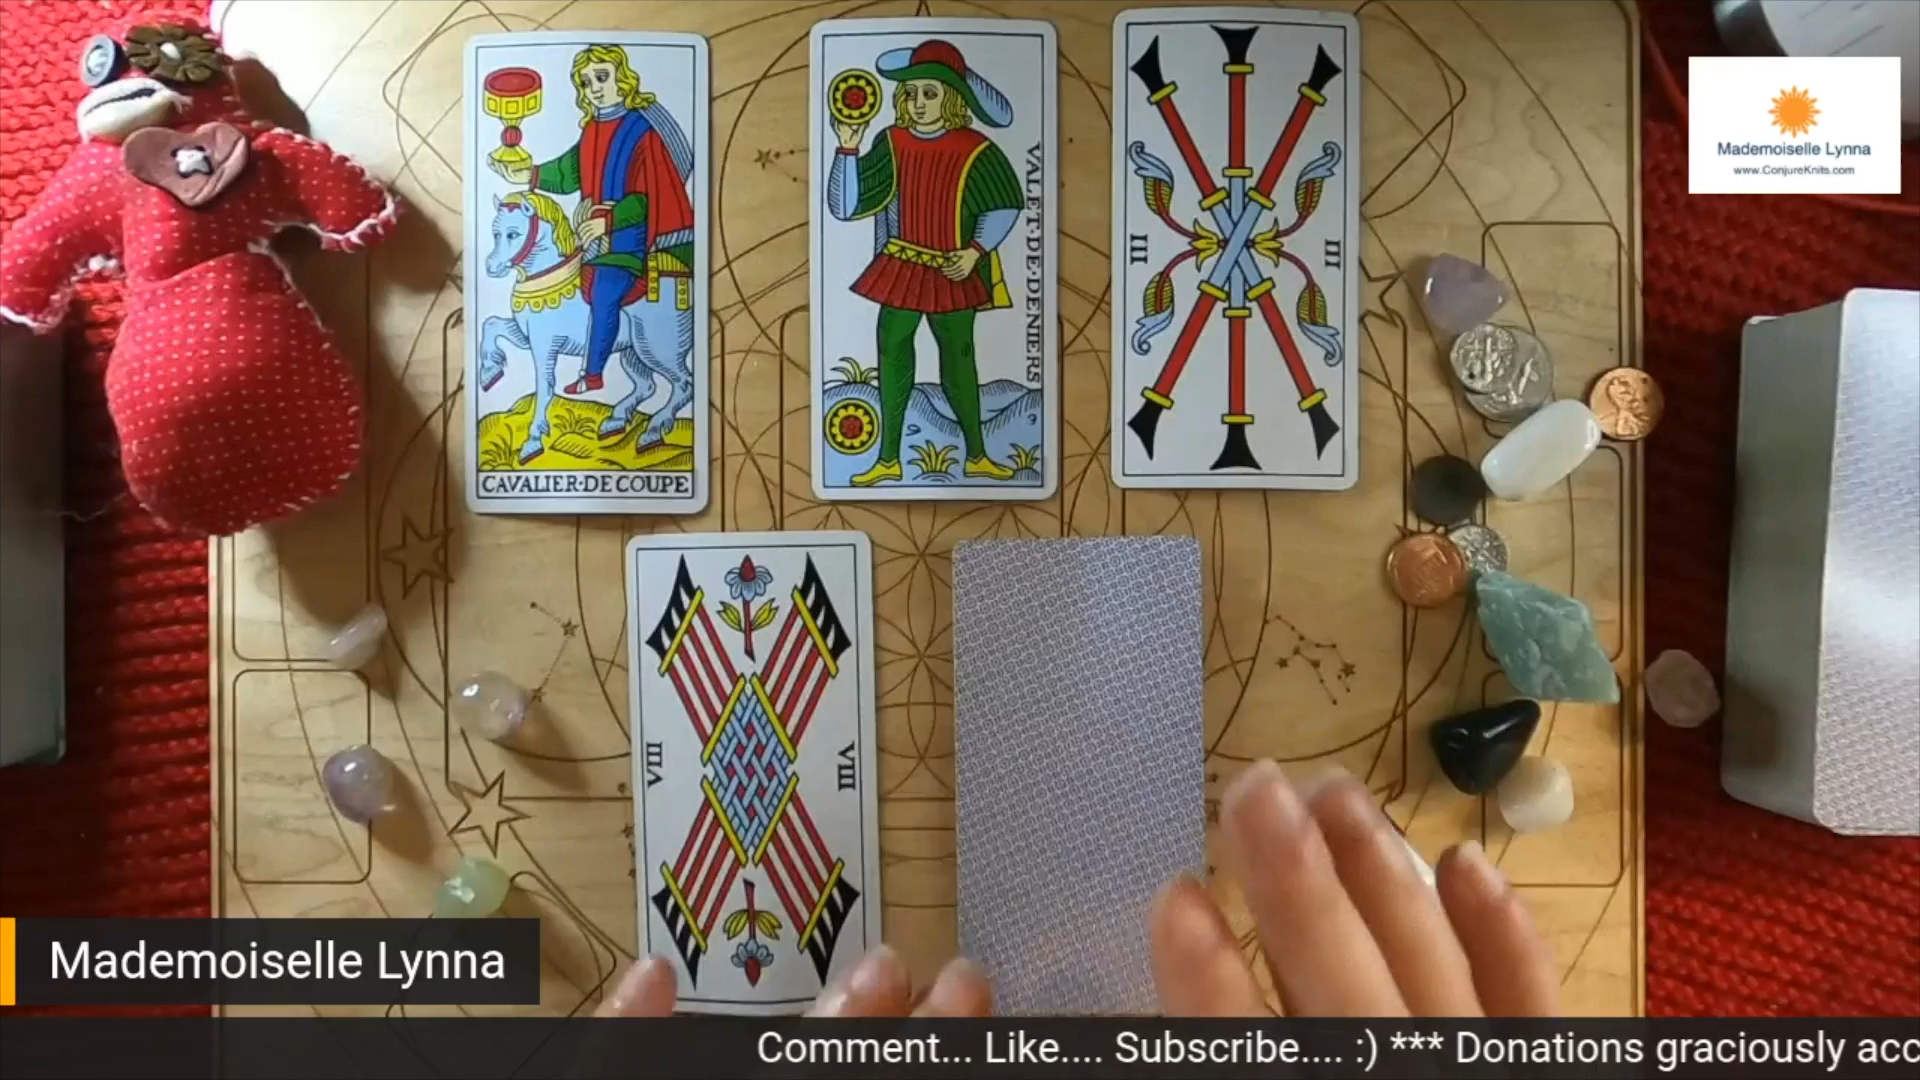 CAVALIER·DE COUPE
VALET·DE·DENIERS
III
III
Mademoiselle Lynna
www.ConjureKnits.com
VIII
VIII
Mademoiselle Lynna
Comment... Like.... Subscribe.... :) *** Donations graciously acc